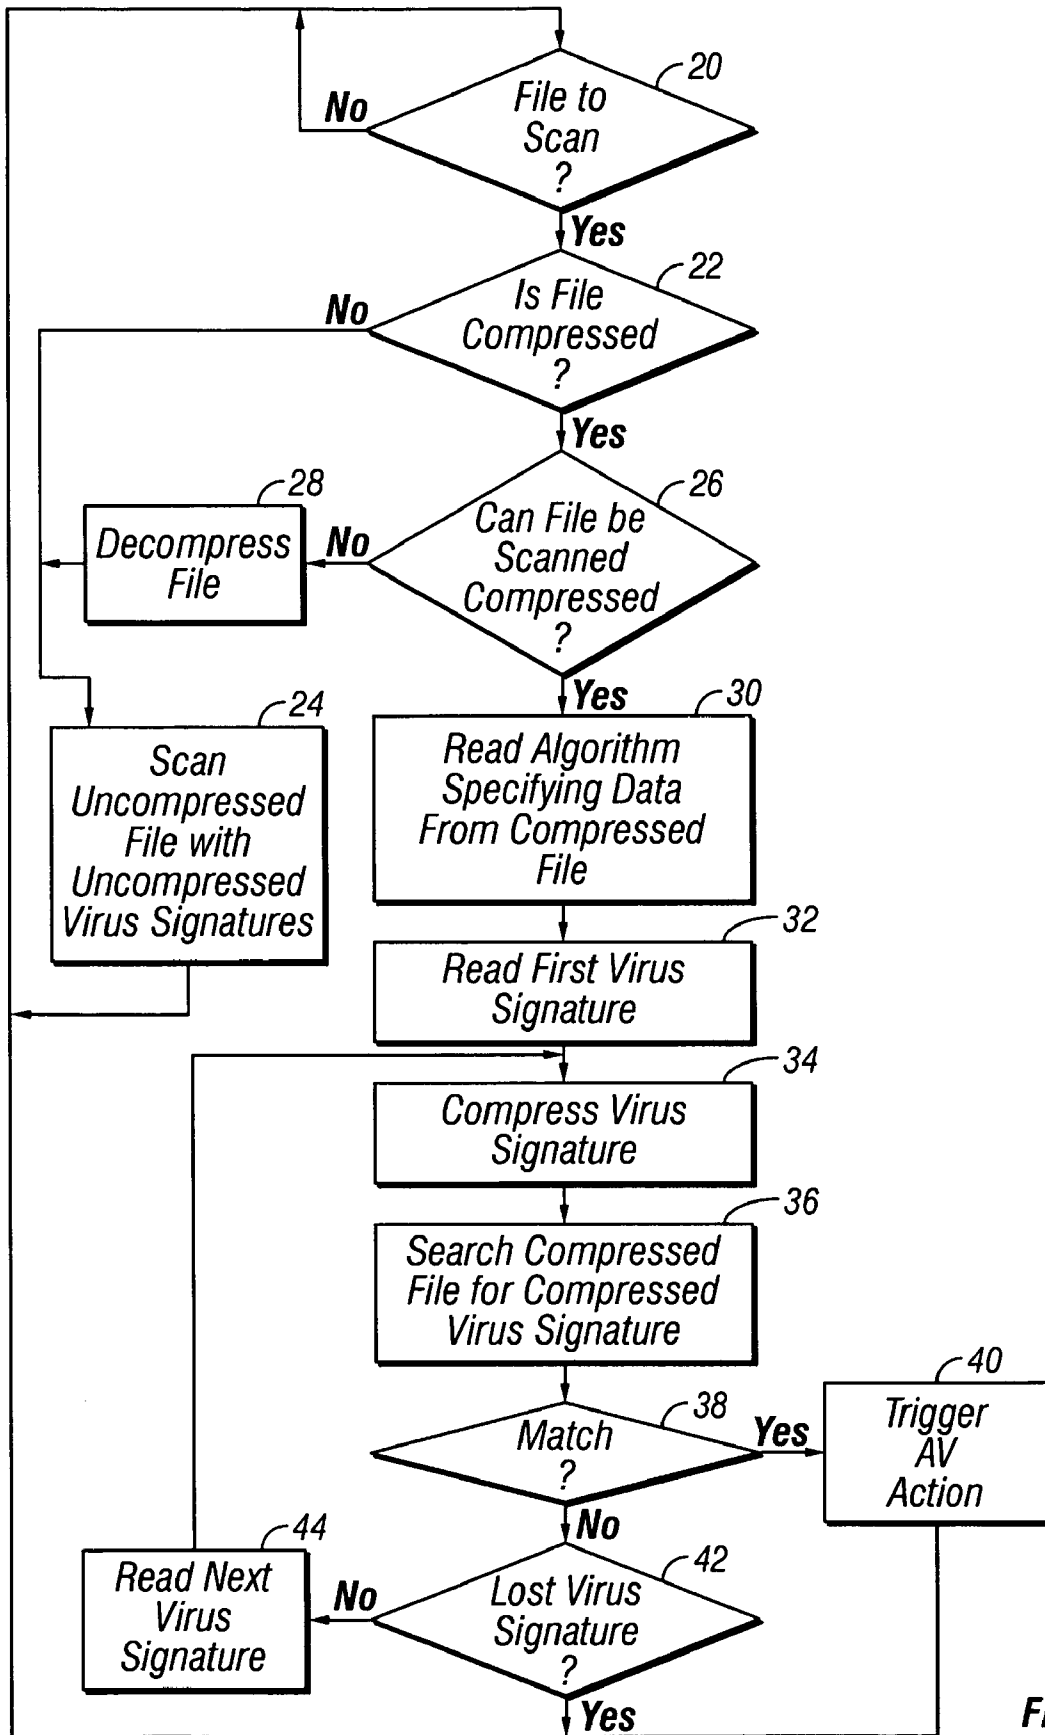 20
File to
Scan
?
No
Yes
22
Is File
Compressed
?
No
Yes
26
Can File be
Scanned
Compressed
?
No
28
Decompress
File
Yes
24
Scan
Uncompressed
File with
Uncompressed
Virus Signatures
30
Read Algorithm
Specifying Data
From Compressed
File
32
Read First Virus
Signature
34
Compress Virus
Signature
36
Search Compressed
File for Compressed
Virus Signature
38
Match
?
Yes
40
Trigger
AV
Action
No
42
Lost Virus
Signature
?
No
44
Read Next
Virus
Signature
Yes